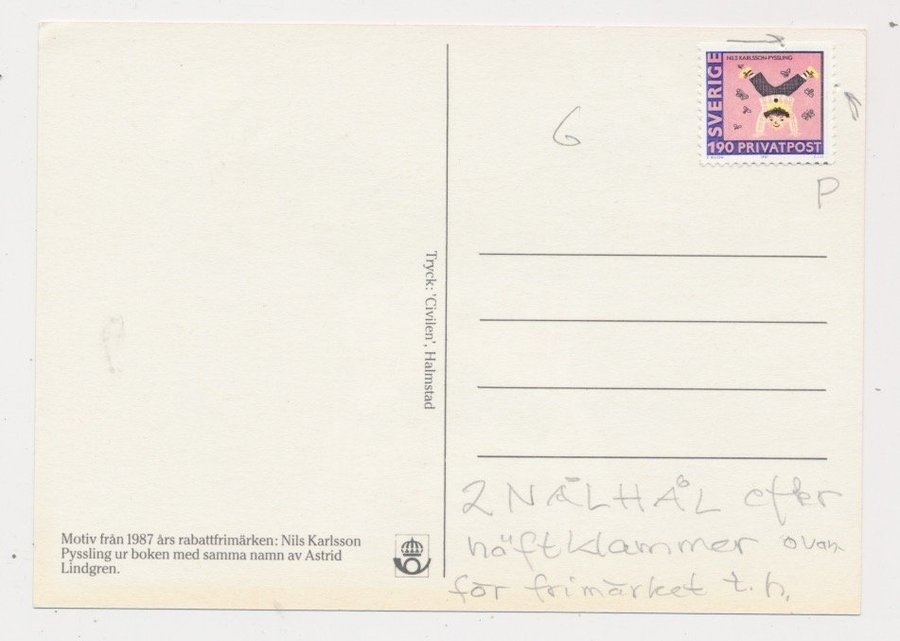 NILS KARLSSON-PYSSLING
SVERIGE
190 PRIVATPOST
G
P
Tryck: 'Civilen', Halmstad
2 NÅLHÅL efter
häftklammer ovan-
för frimärket t.h.
Motiv från 1987 års rabattfrimärken: Nils Karlsson
Pyssling ur boken med samma namn av Astrid
Lindgren.